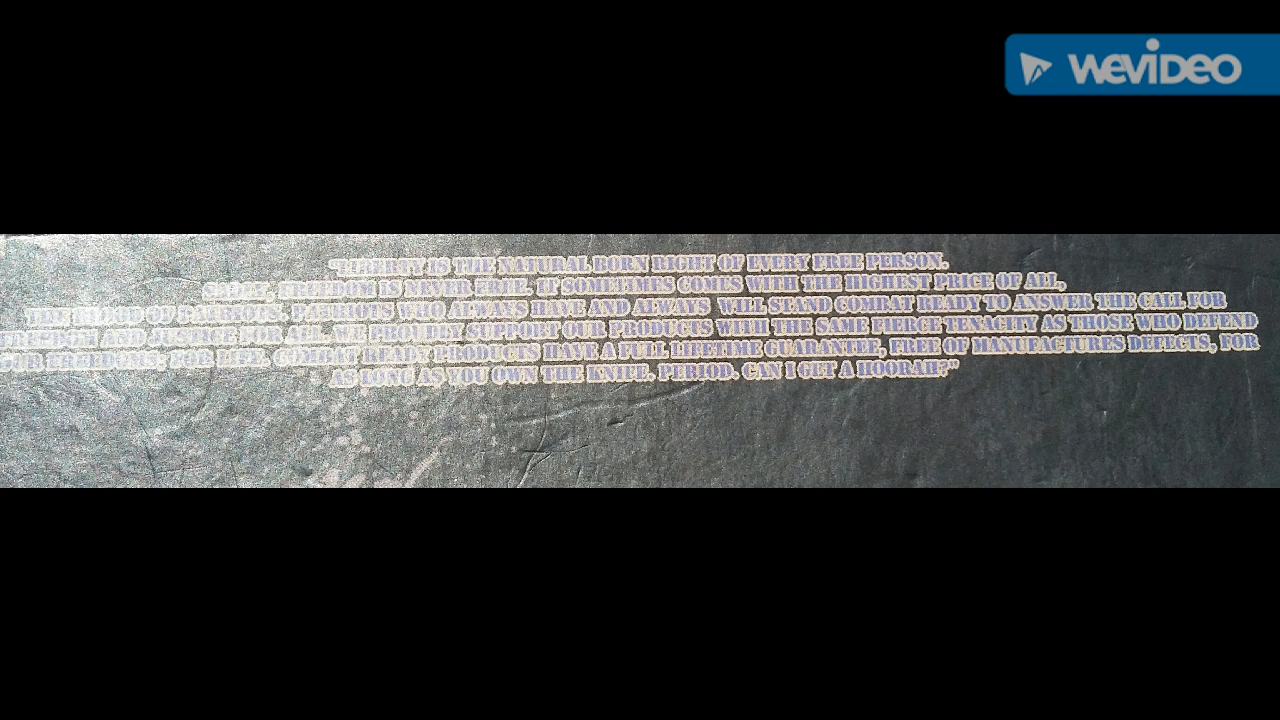 WEVIDEO
"LIBERTY IS THE NATURAL BORN RIGHT OF EVERY FREE PERSON.
SADLY, FREEDOM IS NEVER FREE. IT SOMETIMES COMES WITH THE HIGHEST PRICE OF ALL,
THE BLOOD OF PATRIOTS. PATRIOTS WHO ALWAYS HAVE AND ALWAYS WILL STAND COMBAT READY TO ANSWER THE CALL FOR
FREEDOM AND JUSTICE FOR ALL. WE PROUDLY SUPPORT OUR PRODUCTS WITH THE SAME FIERCE TENACITY AS THOSE WHO DEFEND
OUR FREEDOMS; FOR LIFE. COMBAT READY PRODUCTS HAVE A FULL LIFETIME GUARANTEE, FREE OF MANUFACTURES DEFECTS, FOR
AS LONG AS YOU OWN THE KNIFE. PERIOD. CAN I GET A HOORAH?"